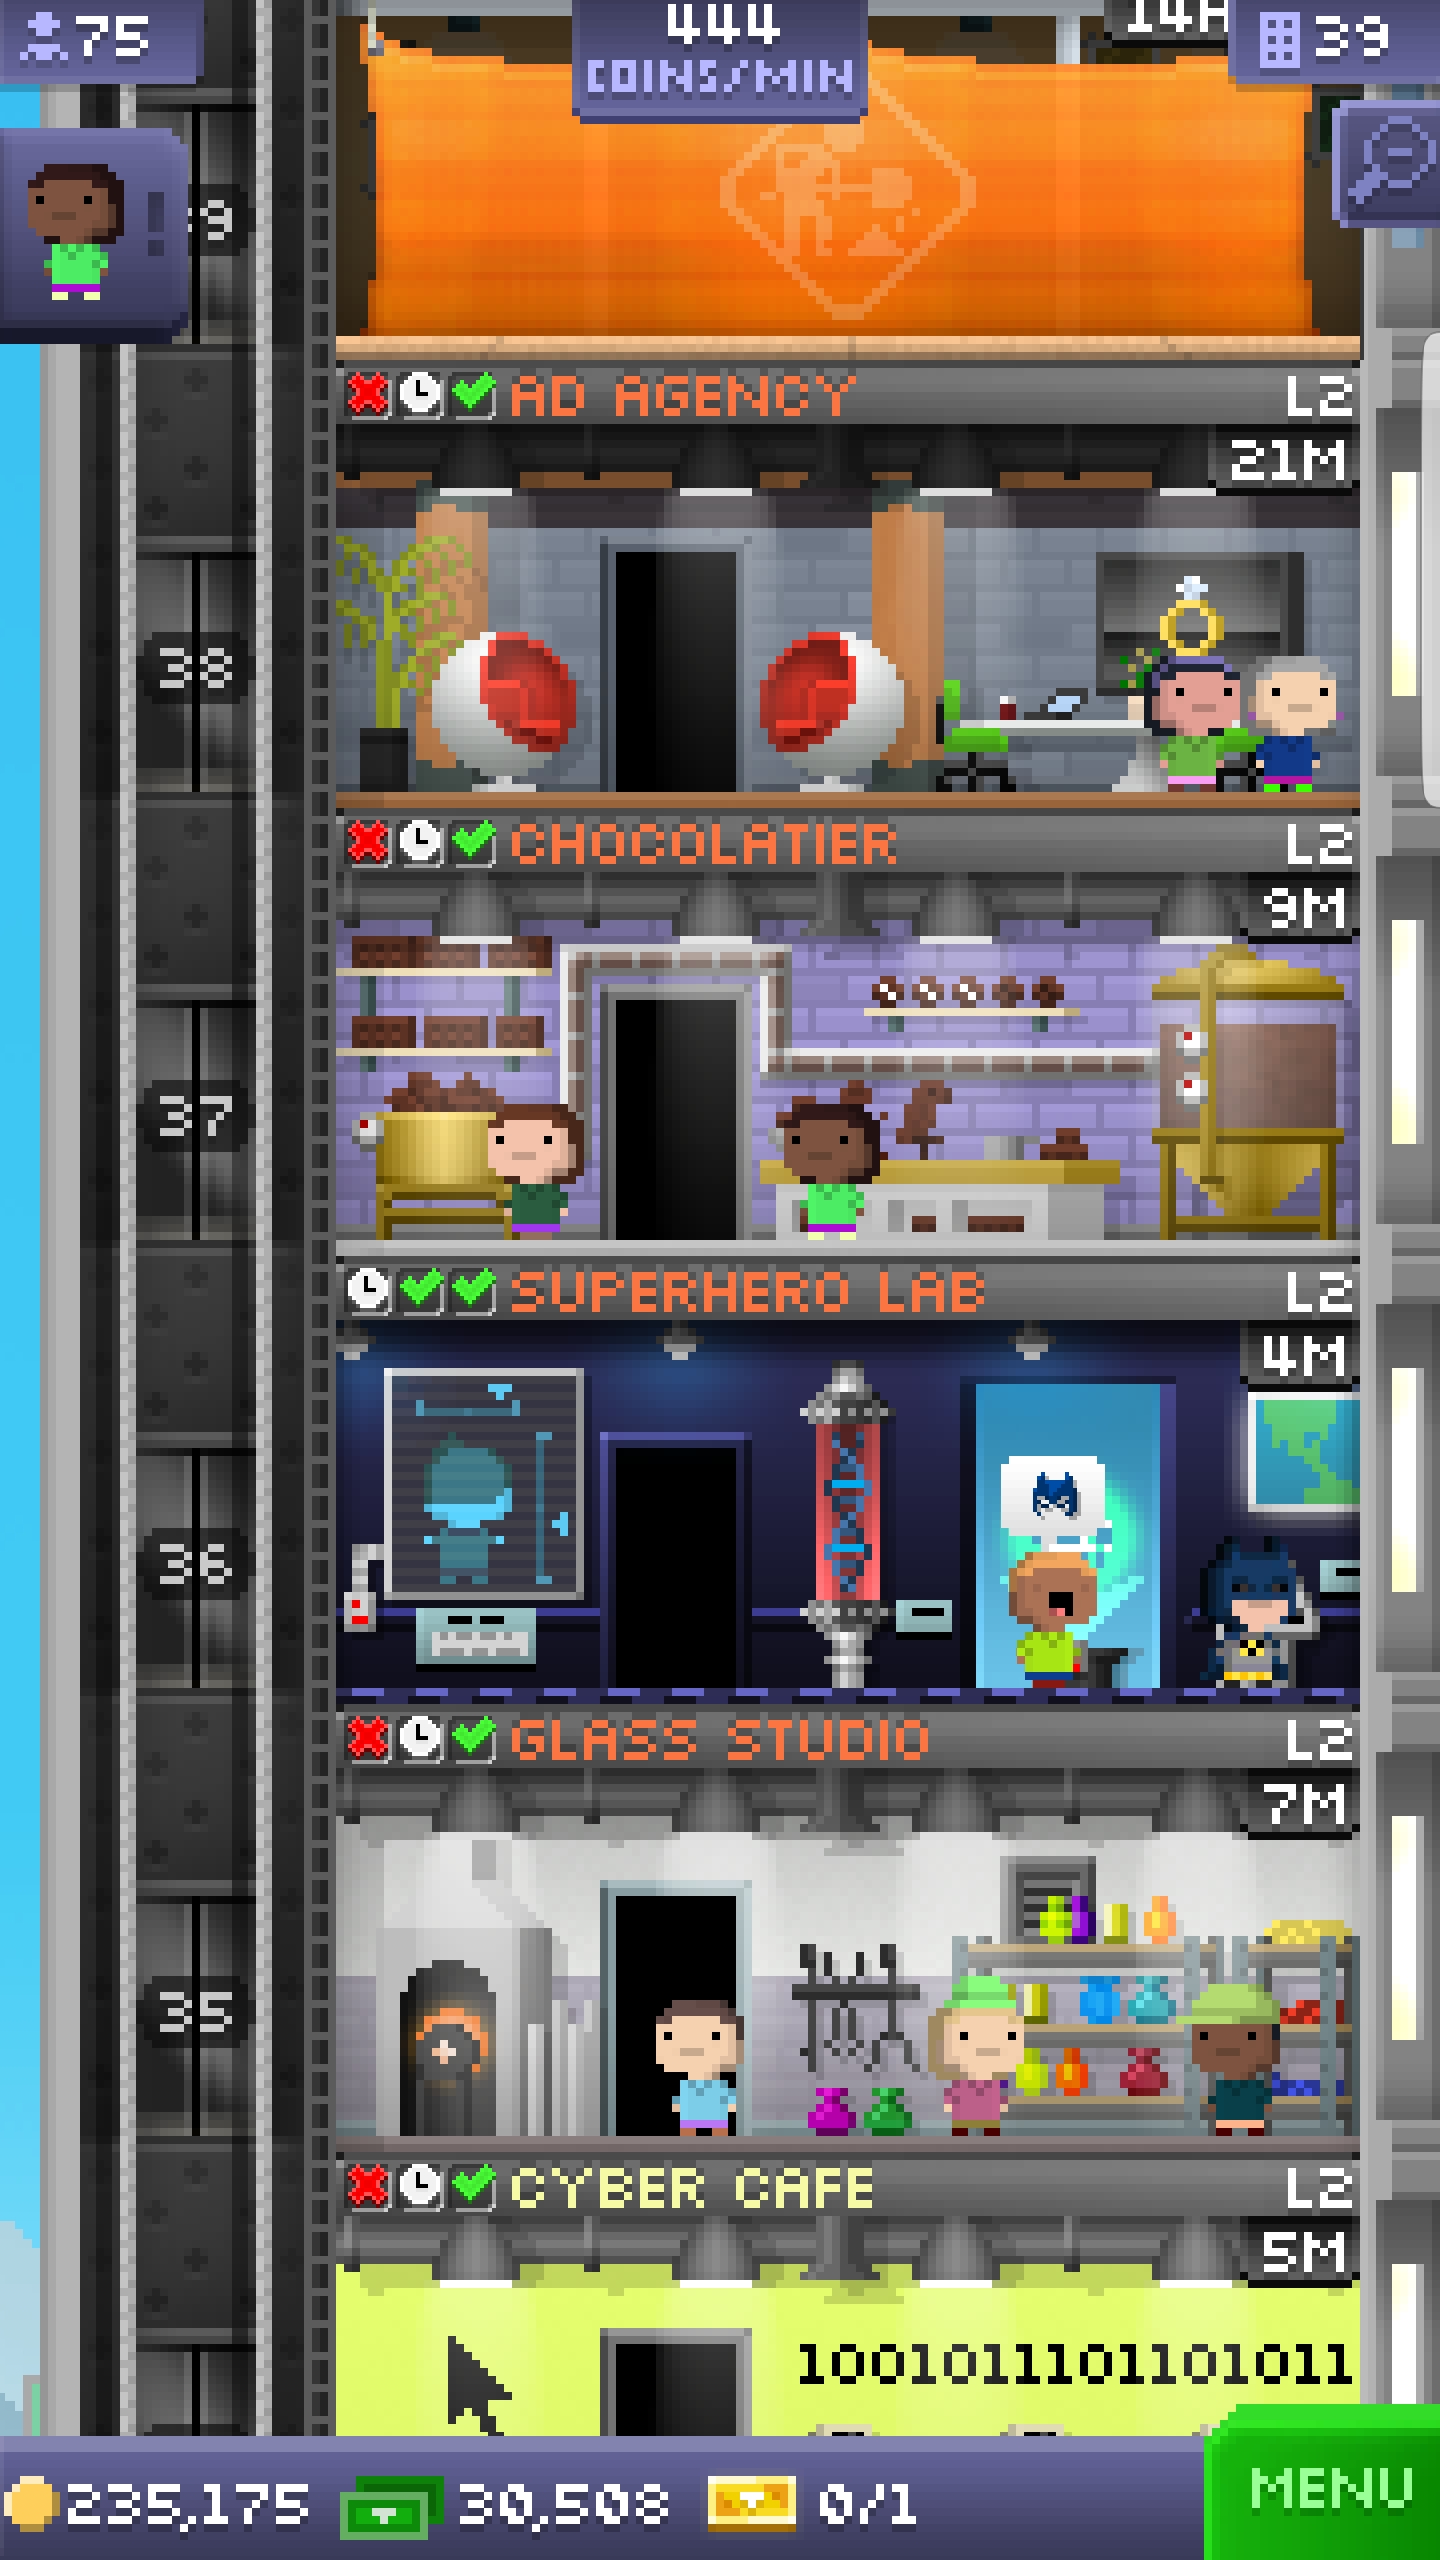 75
444
COINS/MIN
14H
39
!
9
AD AGENCY L2
21M
38
CHOCOLATIER L2
9M
37
SUPERHERO LAB L2
4M
36
GLASS STUDIO L2
7M
35
CYBER CAFE L2
5M
1001011101101011
235,175 30,508 0/1
MENU